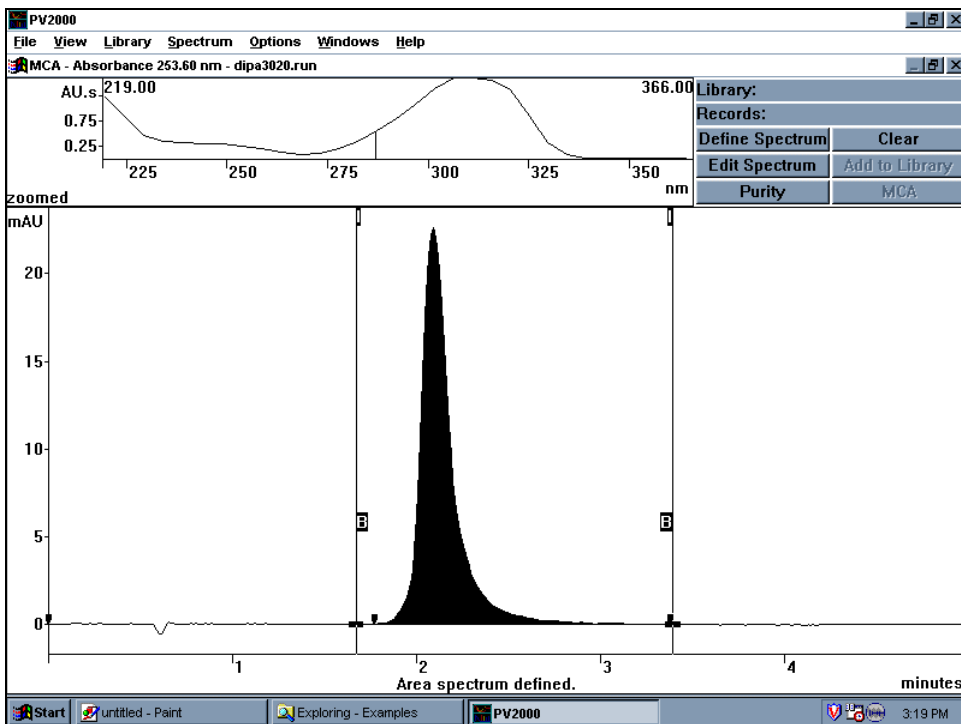 PV2000
File View Library Spectrum Options Windows Help
MCA - Absorbance 253.60 nm - dipa3020.run
AU.s 219.00 366.00
0.75
0.25
225 250 275 300 325 350
nm
zoomed
Library:
Records:
Define Spectrum Clear
Edit Spectrum Add to Library
Purity MCA
mAU
20
15
10
5
0
B B
1 2 3 4
Area spectrum defined. minutes
Start untitled - Paint Exploring - Examples PV2000 3:19 PM